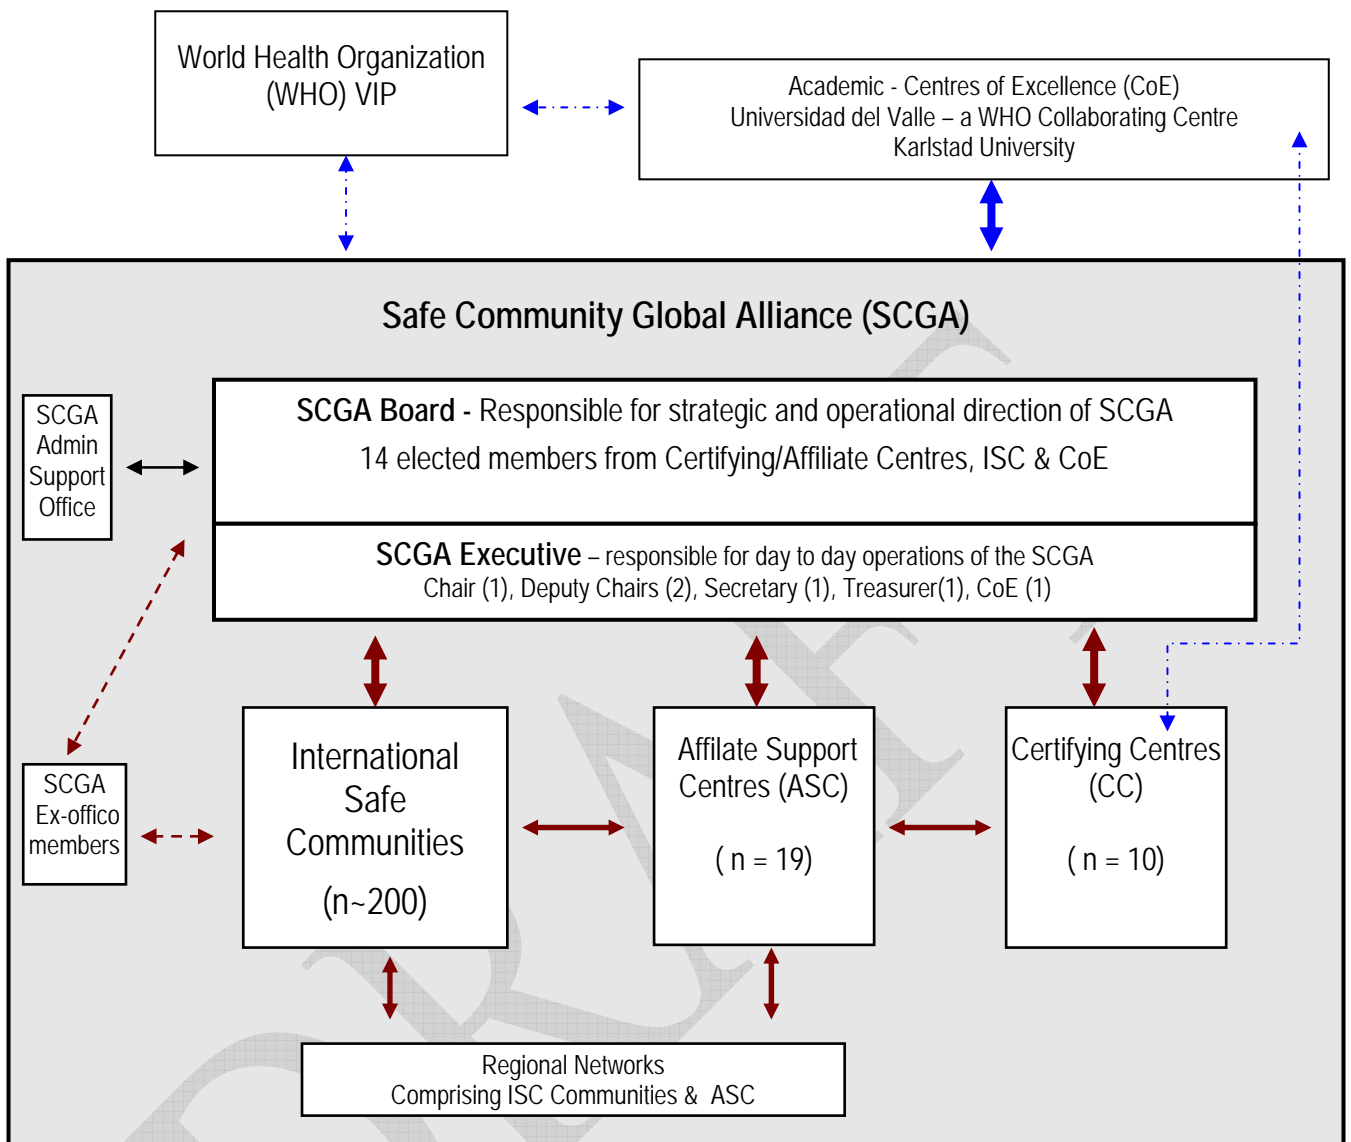 World Health Organization
(WHO) VIP
Academic - Centres of Excellence (CoE)
Universidad del Valle – a WHO Collaborating Centre
Karlstad University
Safe Community Global Alliance (SCGA)
SCGA
Admin
Support
Office
SCGA Board - Responsible for strategic and operational direction of SCGA
14 elected members from Certifying/Affiliate Centres, ISC & CoE
SCGA Executive – responsible for day to day operations of the SCGA
Chair (1), Deputy Chairs (2), Secretary (1), Treasurer(1), CoE (1)
SCGA
Ex-offico
members
International
Safe
Communities
(n~200)
Affilate Support
Centres (ASC)
( n = 19)
Certifying Centres
(CC)
( n = 10)
Regional Networks
Comprising ISC Communities & ASC
DRAFT